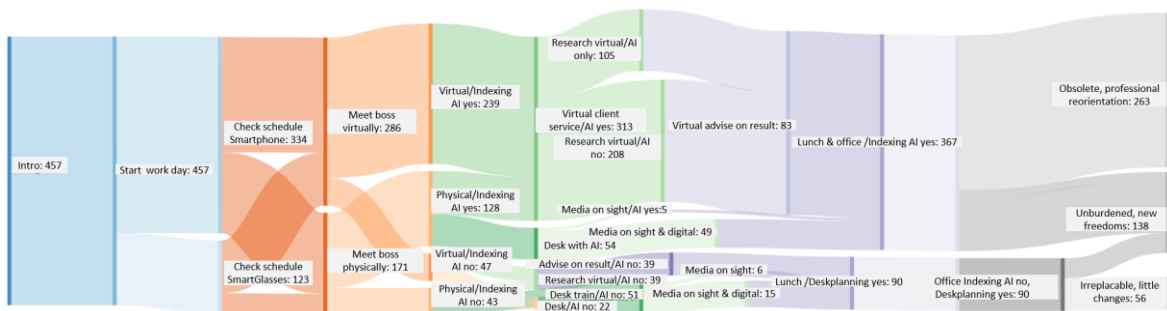 Intro: 457
Start work day: 457
Check schedule
Smartphone: 334
Check schedule
SmartGlasses: 123
Meet boss
virtually: 286
Meet boss
physically: 171
Virtual/Indexing
AI yes: 239
Physical/Indexing
AI yes: 128
Virtual/Indexing
AI no: 47
Physical/Indexing
AI no: 43
Research virtual/AI
only: 105
Virtual client
service/AI yes: 313
Research virtual/AI
no: 208
Media on sight/AI yes:5
Media on sight & digital: 49
Desk with AI: 54
Advise on result/AI no: 39
Research virtual/AI no: 39
Desk train/AI no: 51
Desk/AI no: 22
Virtual advise on result: 83
Media on sight: 6
Media on sight & digital: 15
Lunch & office /Indexing AI yes: 367
Lunch /Deskplanning yes: 90
Office Indexing AI no,
Deskplanning yes: 90
Obsolete, professional
reorientation: 263
Unburdened, new
freedoms: 138
Irreplacable, little
changes: 56